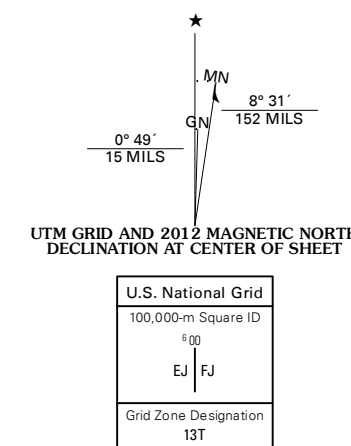 ★
MN
GN
8° 31´
152 MILS
0° 49´
15 MILS
UTM GRID AND 2012 MAGNETIC NORTH
DECLINATION AT CENTER OF SHEET
U.S. National Grid
100,000-m Square ID
⁶00
EJ FJ
Grid Zone Designation
13T